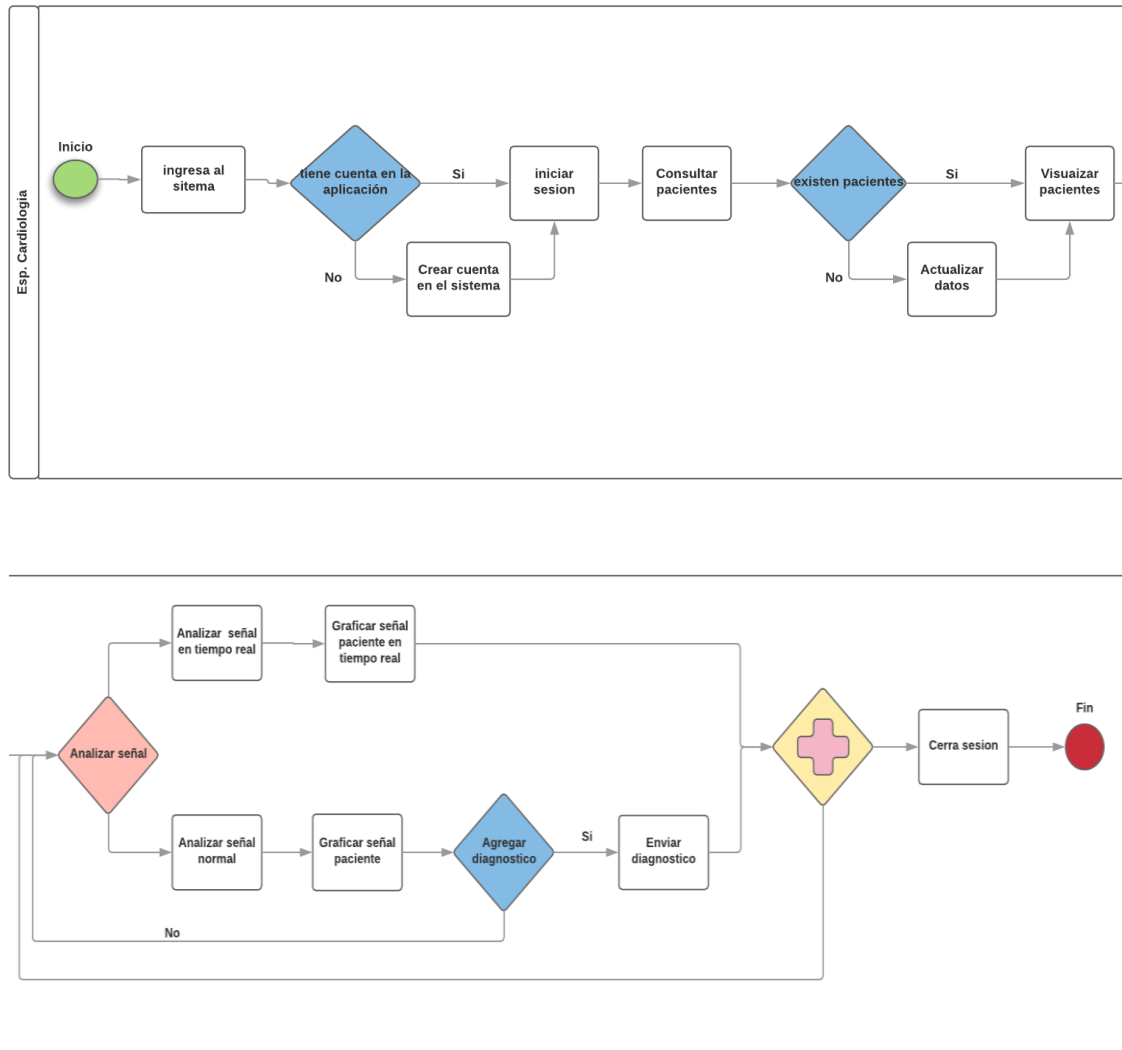 Esp. Cardiología
Inicio
ingresa al
sitema
tiene cuenta en la
aplicación
Si
No
Crear cuenta
en el sistema
iniciar
sesion
Consultar
pacientes
existen pacientes
Si
No
Actualizar
datos
Visuaizar
pacientes
Analizar señal
Analizar señal
en tiempo real
Graficar señal
paciente en
tiempo real
Analizar señal
normal
Graficar señal
paciente
Agregar
diagnostico
Si
No
Enviar
diagnostico
Cerra sesion
Fin